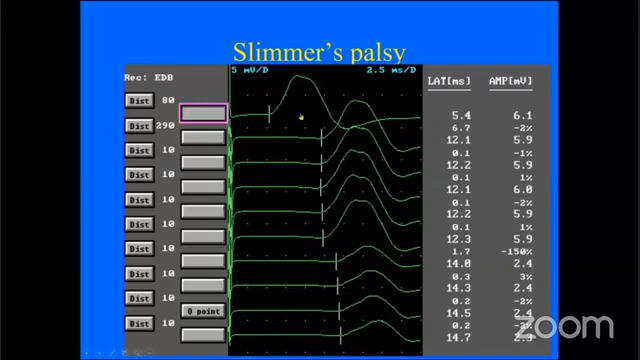 Slimmer's palsy
Rec: EDB
5 mV/D 2.5 ms/D
LAT[ms] AMP[mV]
Dist 80
5.4 6.1
Dist 290
6.7 -2%
12.1 5.9
Dist 10
0.1 -1%
12.2 5.9
Dist 10
0.1 1%
12.1 6.0
Dist 10
0.1 -2%
12.2 5.9
Dist 10
0.1 1%
12.3 5.9
Dist 10
1.7 -150%
14.0 2.4
Dist 10
0.3 3%
14.3 2.4
Dist 10
0 point
0.2 -2%
14.5 2.4
Dist 10
0.2 -2%
14.7 2.3
zoom